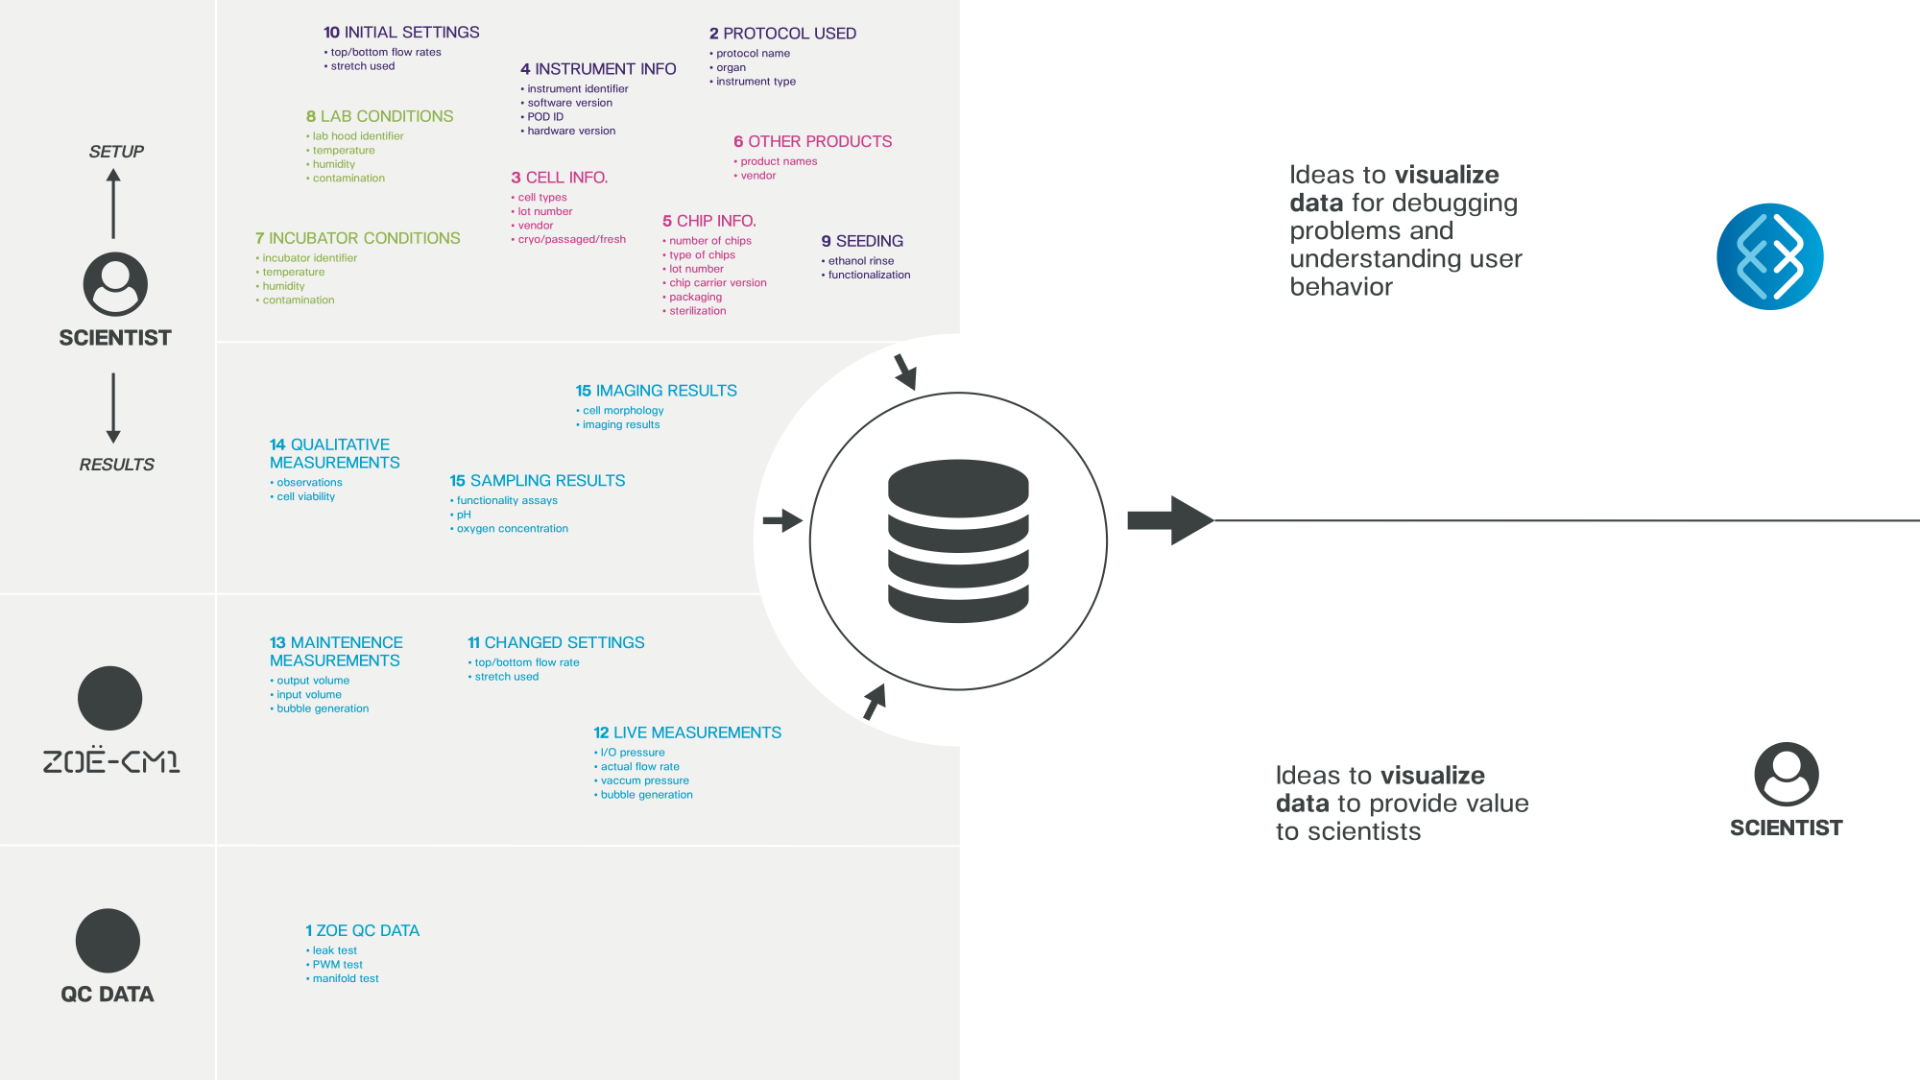 SETUP
SCIENTIST
RESULTS
10 INITIAL SETTINGS
• top/bottom flow rates
• stretch used
4 INSTRUMENT INFO
• instrument identifier
• software version
• POD ID
• hardware version
2 PROTOCOL USED
• protocol name
• organ
• instrument type
8 LAB CONDITIONS
• lab hood identifier
• temperature
• humidity
• contamination
6 OTHER PRODUCTS
• product names
• vendor
3 CELL INFO.
• cell types
• lot number
• vendor
• cryo/passaged/fresh
5 CHIP INFO.
• number of chips
• type of chips
• lot number
• chip carrier version
• packaging
• sterilization
7 INCUBATOR CONDITIONS
• incubator identifier
• temperature
• humidity
• contamination
9 SEEDING
• ethanol rinse
• functionalization
15 IMAGING RESULTS
• cell morphology
• imaging results
14 QUALITATIVE
MEASUREMENTS
• observations
• cell viability
15 SAMPLING RESULTS
• functionality assays
• pH
• oxygen concentration
ZOË-CM1
13 MAINTENENCE
MEASUREMENTS
• output volume
• input volume
• bubble generation
11 CHANGED SETTINGS
• top/bottom flow rate
• stretch used
12 LIVE MEASUREMENTS
• I/O pressure
• actual flow rate
• vaccum pressure
• bubble generation
QC DATA
1 ZOE QC DATA
• leak test
• PWM test
• manifold test
Ideas to visualize
data for debugging
problems and
understanding user
behavior
Ideas to visualize
data to provide value
to scientists
SCIENTIST